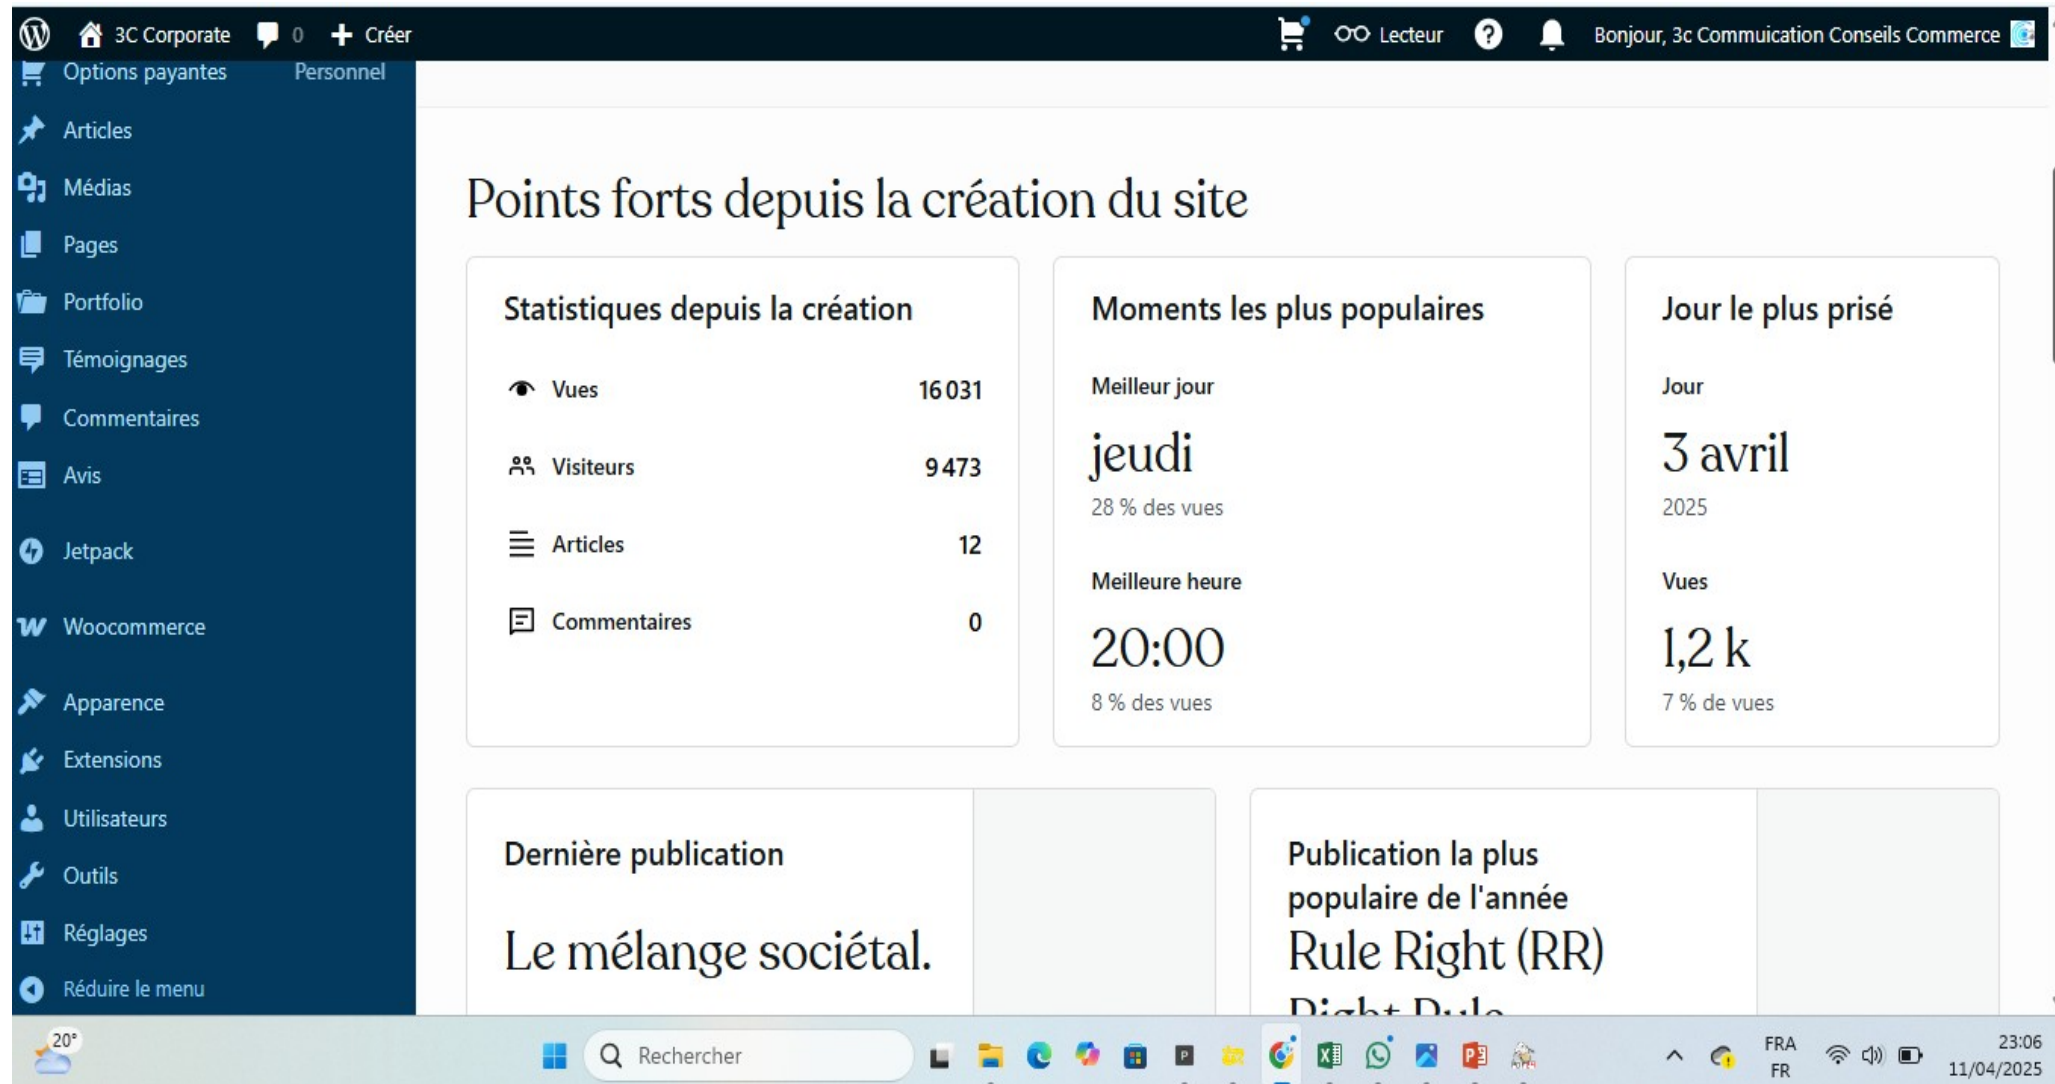 3C Corporate 0 Créer Lecteur Bonjour, 3c Commuication Conseils Commerce
Options payantes Personnel
Articles
Médias
Pages
Portfolio
Témoignages
Commentaires
Avis
Jetpack
Woocommerce
Apparence
Extensions
Utilisateurs
Outils
Réglages
Réduire le menu
Points forts depuis la création du site
Statistiques depuis la création
Vues 16 031
Visiteurs 9 473
Articles 12
Commentaires 0
Moments les plus populaires
Meilleur jour
jeudi
28 % des vues
Meilleure heure
20:00
8 % des vues
Jour le plus prisé
Jour
3 avril
2025
Vues
1,2 k
7 % de vues
Dernière publication
Le mélange sociétal.
Publication la plus
populaire de l'année
Rule Right (RR)
Right Rule
20°
Rechercher
FRA
FR
23:06
11/04/2025